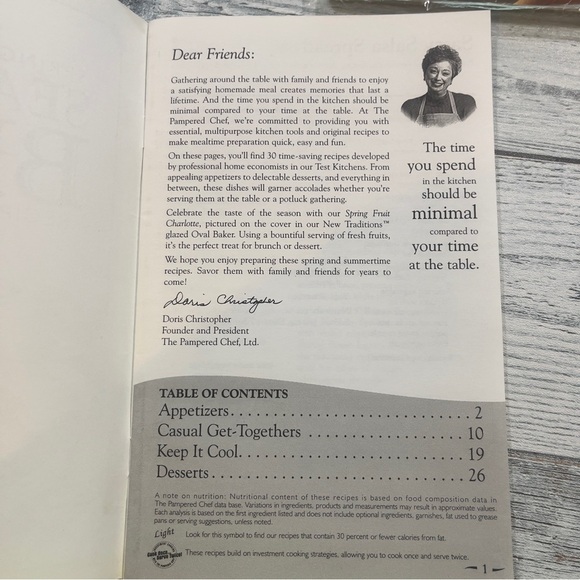 Dear Friends:
Gathering around the table with family and friends to enjoy
a satisfying homemade meal creates memories that last a
lifetime. And the time you spend in the kitchen should be
minimal compared to your time at the table. At The
Pampered Chef, we're committed to providing you with
essential, multipurpose kitchen tools and original recipes to
make mealtime preparation quick, easy and fun.
On these pages, you'll find 30 time-saving recipes developed
by professional home economists in our Test Kitchens. From
appealing appetizers to delectable desserts, and everything in
between, these dishes will garner accolades whether you're
serving them at the table or a potluck gathering.
Celebrate the taste of the season with our Spring Fruit
Charlotte, pictured on the cover in our New Traditions™
glazed Oval Baker. Using a bountiful serving of fresh fruits,
it's the perfect treat for brunch or dessert.
We hope you enjoy preparing these spring and summertime
recipes. Savor them with family and friends for years to
come!
Doris Christopher
Doris Christopher
Founder and President
The Pampered Chef, Ltd.
The time
you spend
in the kitchen
should be
minimal
compared to
your time
at the table.
TABLE OF CONTENTS
Appetizers. . . . . . . . . . . . . . . . . . . . . . . . . . . . . 2
Casual Get-Togethers . . . . . . . . . . . . . . . . . . 10
Keep It Cool. . . . . . . . . . . . . . . . . . . . . . . . . . 19
Desserts. . . . . . . . . . . . . . . . . . . . . . . . . . . . . 26
A note on nutrition: Nutritional content of these recipes is based on food composition data in
The Pampered Chef data base. Variations in ingredients, products and measurements may result in approximate values.
Each analysis is based on the first ingredient listed and does not include optional ingredients, garnishes, fat used to grease
pans or serving suggestions, unless noted.
Light Look for this symbol to find our recipes that contain 30 percent or fewer calories from fat.
Cook Once Serve Twice! These recipes build on investment cooking strategies, allowing you to cook once and serve twice.
1